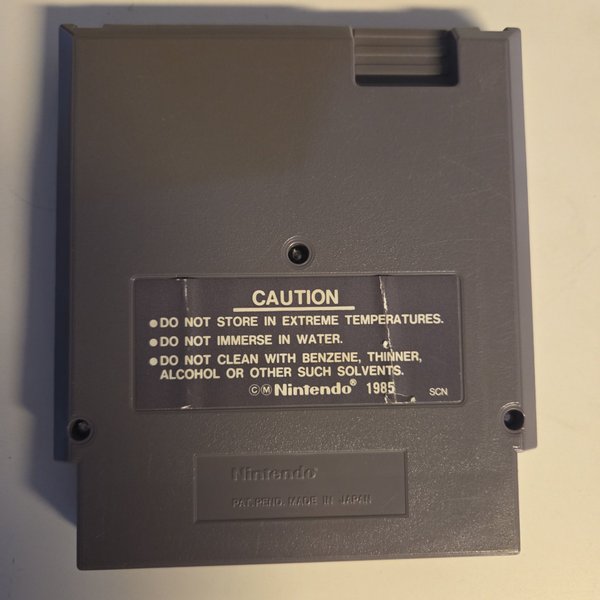 CAUTION
●DO NOT STORE IN EXTREME TEMPERATURES.
●DO NOT IMMERSE IN WATER.
●DO NOT CLEAN WITH BENZENE, THINNER,
ALCOHOL OR OTHER SUCH SOLVENTS.
ⒸⓂNintendo® 1985 SCN
Nintendo®
PAT.PEND. MADE IN JAPAN